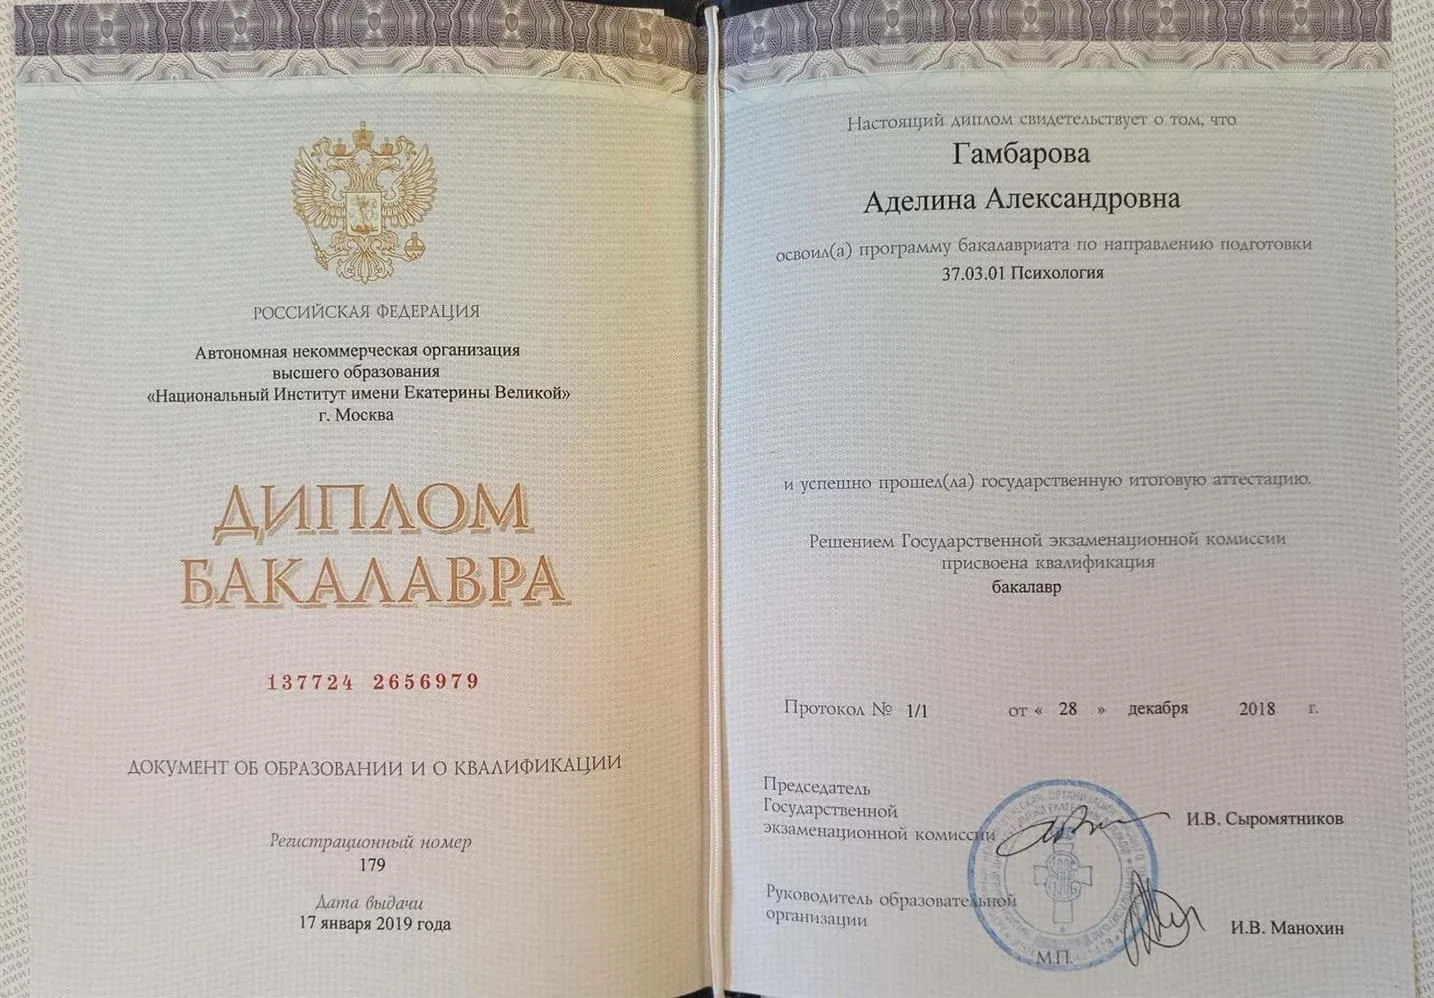 РОССИЙСКАЯ ФЕДЕРАЦИЯ
Автономная некоммерческая организация
высшего образования
«Национальный Институт имени Екатерины Великой»
г. Москва
ДИПЛОМ
БАКАЛАВРА
137724 2656979
ДОКУМЕНТ ОБ ОБРАЗОВАНИИ И О КВАЛИФИКАЦИИ
Регистрационный номер
179
Дата выдачи
17 января 2019 года
Настоящий диплом свидетельствует о том, что
Гамбарова
Аделина Александровна
освоил(а) программу бакалавриата по направлению подготовки
37.03.01 Психология
и успешно прошел(ла) государственную итоговую аттестацию.
Решением Государственной экзаменационной комиссии
присвоена квалификация
бакалавр
Протокол № 1/1 от « 28 » декабря 2018 г.
Председатель
Государственной
экзаменационной комиссии И.В. Сыромятников
Руководитель образовательной
организации И.В. Манохин
М.П.